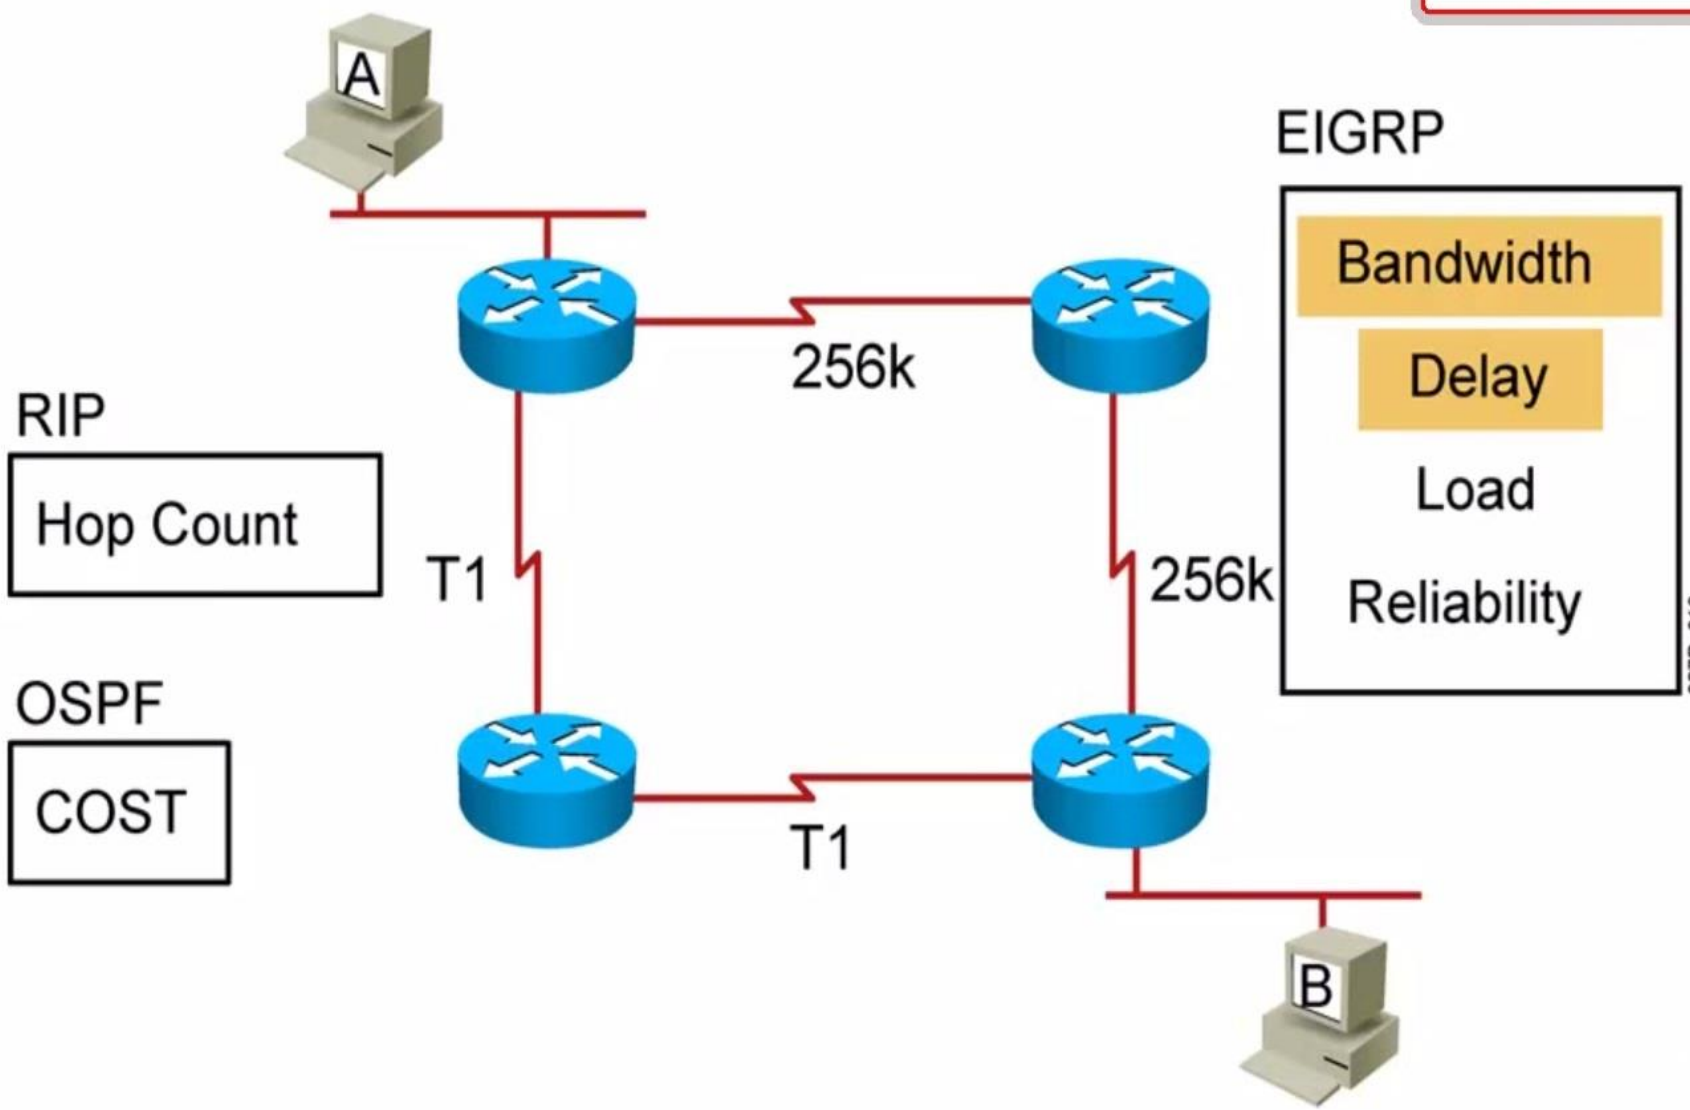 A
EIGRP
Bandwidth
256k
Delay
RIP
Load
Hop Count
T1
256k
Reliability
OSPF
COST
T1
B